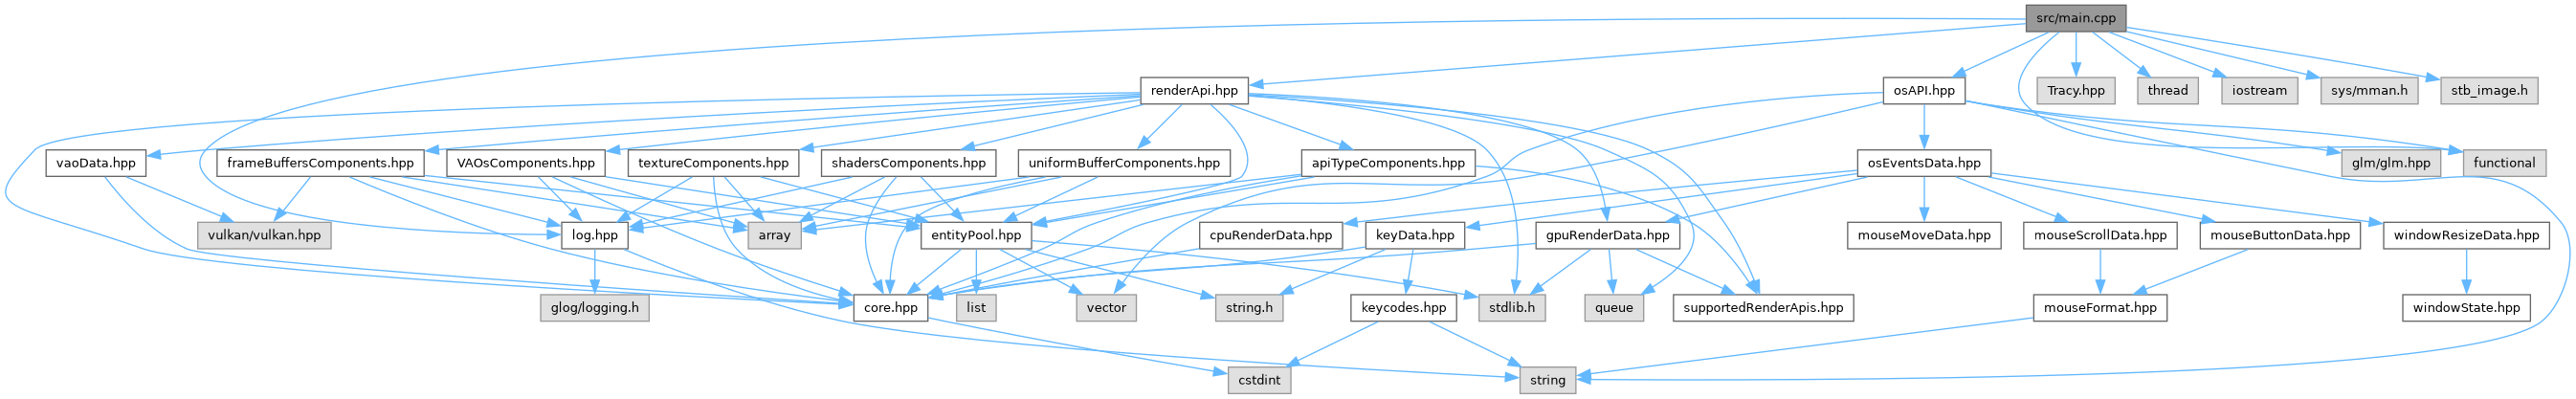 src/main.cpp
renderApi.hpp
osAPI.hpp
Tracy.hpp
thread
iostream
sys/mman.h
stb_image.h
vaoData.hpp
frameBuffersComponents.hpp
VAOsComponents.hpp
textureComponents.hpp
shadersComponents.hpp
uniformBufferComponents.hpp
apiTypeComponents.hpp
osEventsData.hpp
glm/glm.hpp
functional
vulkan/vulkan.hpp
log.hpp
array
entityPool.hpp
cpuRenderData.hpp
keyData.hpp
gpuRenderData.hpp
mouseMoveData.hpp
mouseScrollData.hpp
mouseButtonData.hpp
windowResizeData.hpp
glog/logging.h
core.hpp
list
vector
string.h
keycodes.hpp
stdlib.h
queue
supportedRenderApis.hpp
mouseFormat.hpp
windowState.hpp
cstdint
string